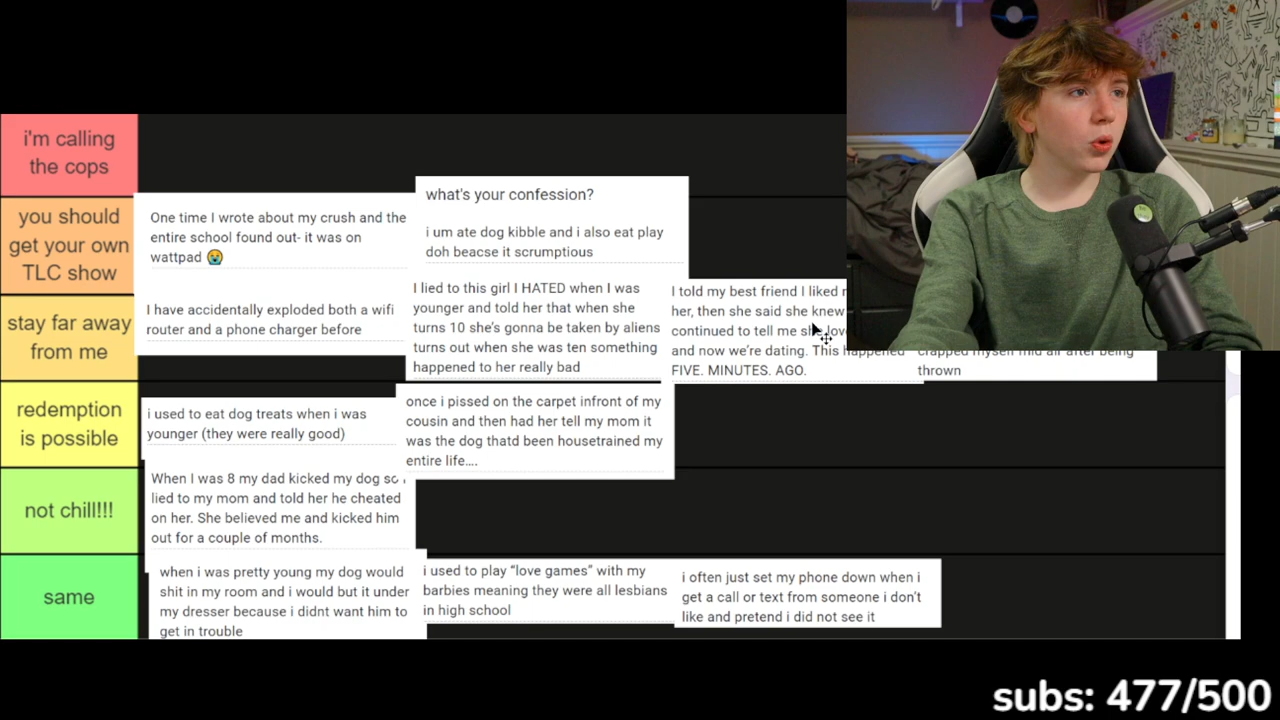 i'm calling
the cops
you should
get your own
TLC show
One time I wrote about my crush and the
entire school found out- it was on
wattpad 😭
what's your confession?
i um ate dog kibble and i also eat play
doh beacse it scrumptious
stay far away
from me
I have accidentally exploded both a wifi
router and a phone charger before
I lied to this girl I HATED when I was
younger and told her that when she
turns 10 she's gonna be taken by aliens
turns out when she was ten something
happened to her really bad
I told my best friend I liked
her, then she said she knew
continued to tell me she
and now we're dating. This happened
FIVE. MINUTES. AGO.
crapped myself mid air after being
thrown
redemption
is possible
i used to eat dog treats when i was
younger (they were really good)
once i pissed on the carpet infront of my
cousin and then had her tell my mom it
was the dog thatd been housetrained my
entire life....
not chill!!!
When I was 8 my dad kicked my dog so
lied to my mom and told her he cheated
on her. She believed me and kicked him
out for a couple of months.
same
when i was pretty young my dog would
shit in my room and i would but it under
my dresser because i didnt want him to
get in trouble
i used to play “love games” with my
barbies meaning they were all lesbians
in high school
i often just set my phone down when i
get a call or text from someone i don't
like and pretend i did not see it
subs: 477/500